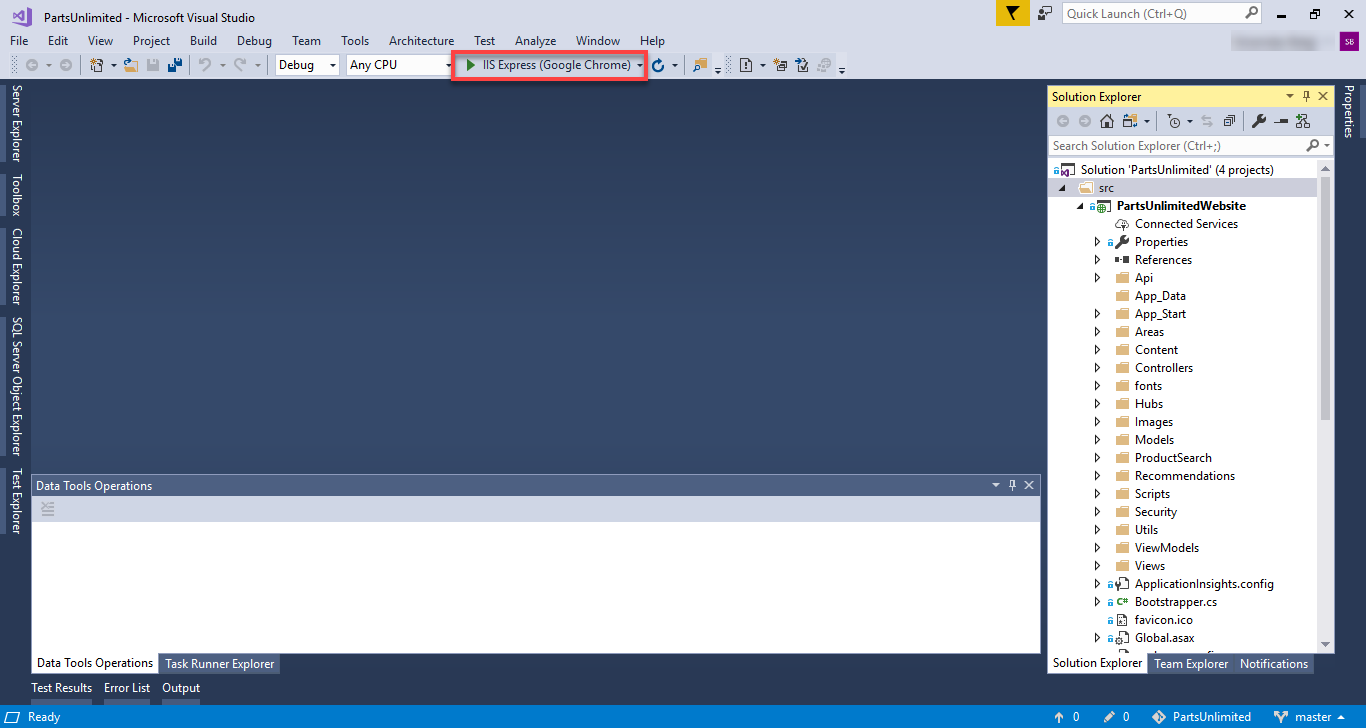 PartsUnlimited - Microsoft Visual Studio
Quick Launch (Ctrl+Q)
File Edit View Project Build Debug Team Tools Architecture Test Analyze Window Help
SB
Debug Any CPU IIS Express (Google Chrome)
Server Explorer
Toolbox
Cloud Explorer
SQL Server Object Explorer
Test Explorer
Solution Explorer
Search Solution Explorer (Ctrl+;)
Solution 'PartsUnlimited' (4 projects)
src
PartsUnlimitedWebsite
Connected Services
Properties
References
Api
App_Data
App_Start
Areas
Content
Controllers
fonts
Hubs
Images
Models
ProductSearch
Recommendations
Scripts
Security
Utils
ViewModels
Views
ApplicationInsights.config
C# Bootstrapper.cs
favicon.ico
Global.asax
Solution Explorer Team Explorer Notifications
Properties
Data Tools Operations
Data Tools Operations Task Runner Explorer
Test Results Error List Output
Ready 0 0 PartsUnlimited master